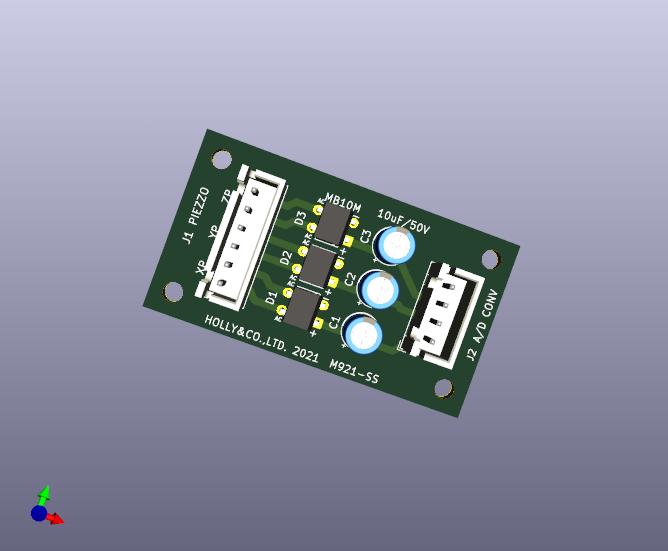 J1 PIEZZO
ZP
YP
XP
MB10M
D3
D2
D1
10uF/50V
C3
C2
C1
J2 A/D CONV
HOLLY&CO.,LTD. 2021 M921-SS